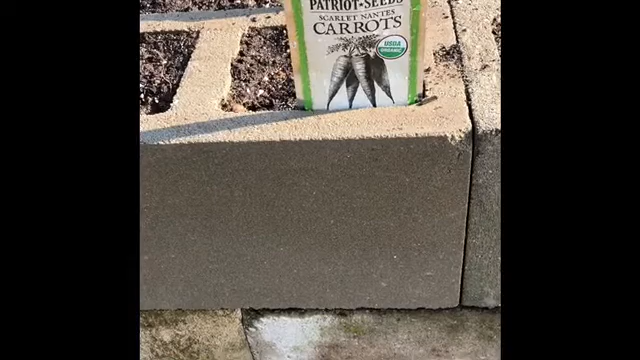 PATRIOT-SEEDS
SCARLET NANTES
CARROTS
USDA
ORGANIC